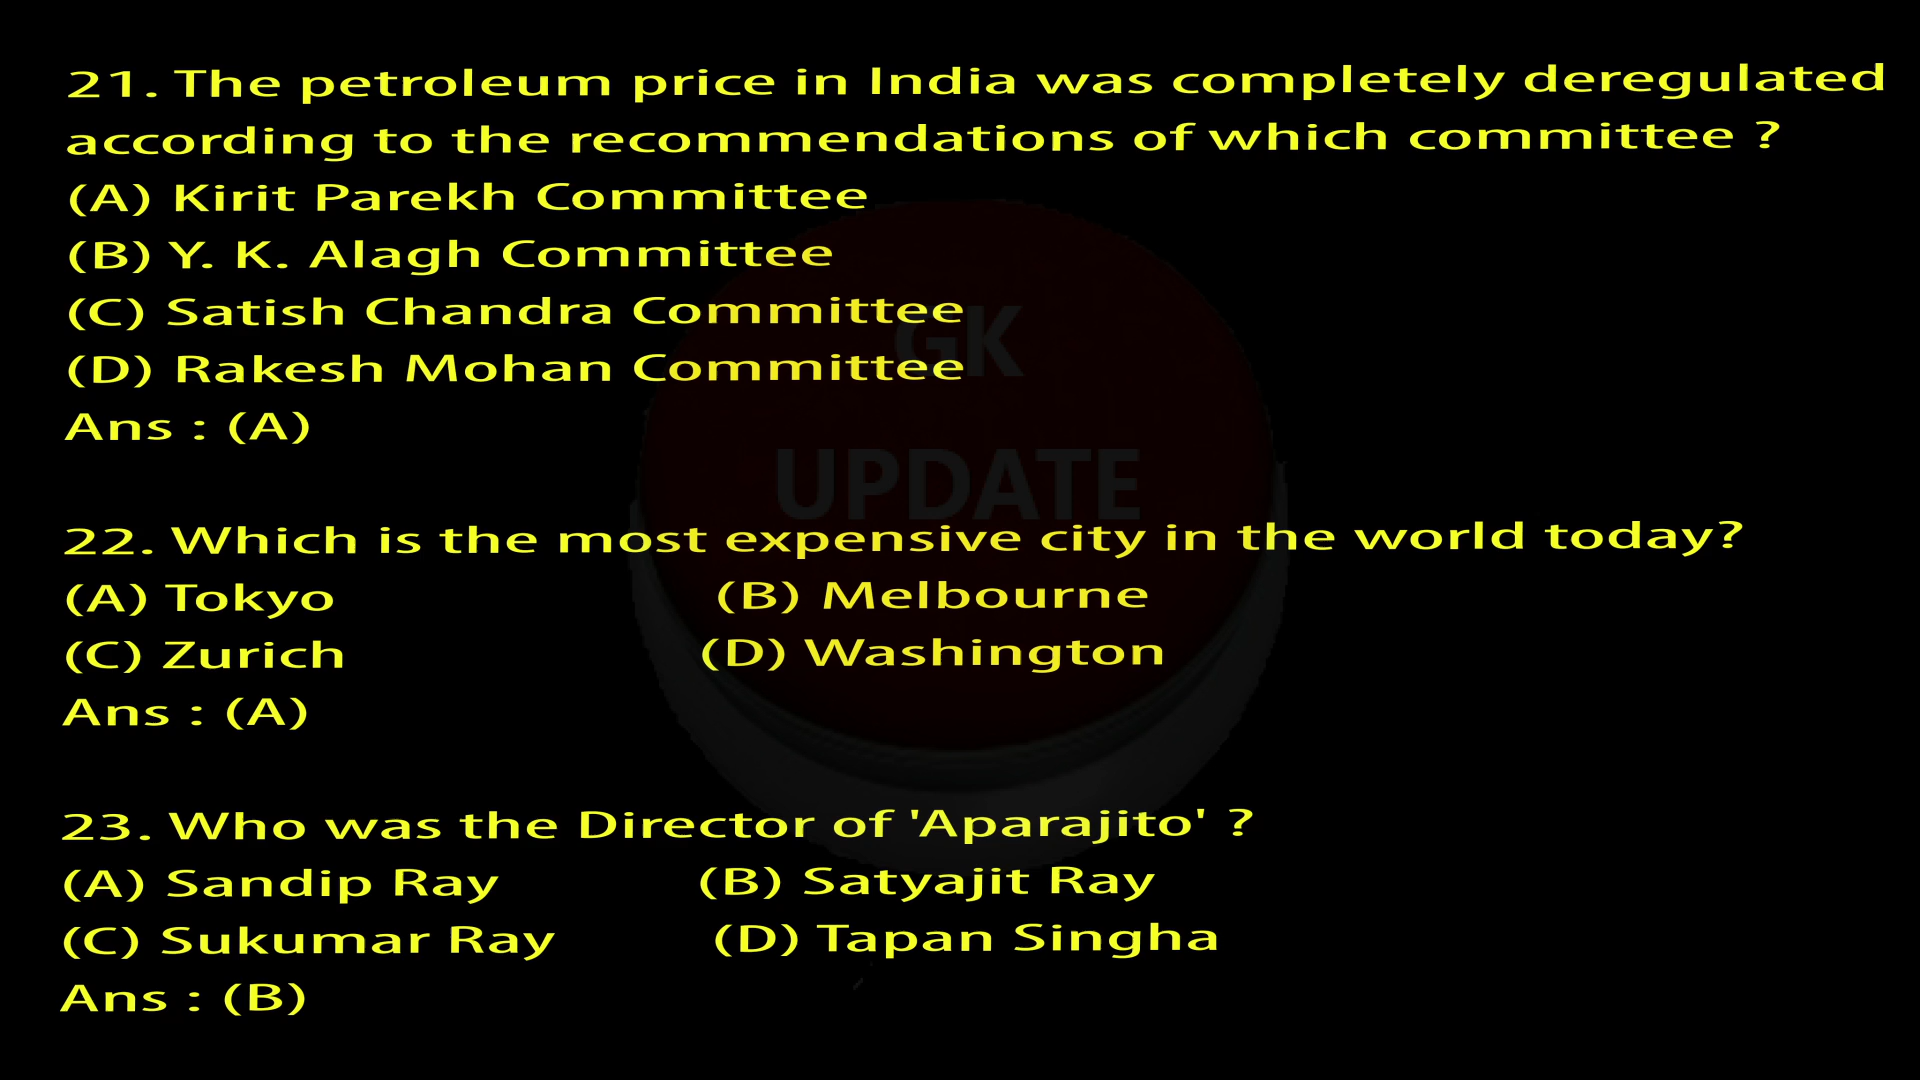 21. The petroleum price in India was completely deregulated
according to the recommendations of which committee ?
(A) Kirit Parekh Committee
(B) Y. K. Alagh Committee
(C) Satish Chandra Committee
(D) Rakesh Mohan Committee
Ans : (A)
GK
UPDATE
22. Which is the most expensive city in the world today?
(A) Tokyo (B) Melbourne
(C) Zurich (D) Washington
Ans : (A)
23. Who was the Director of 'Aparajito' ?
(A) Sandip Ray (B) Satyajit Ray
(C) Sukumar Ray (D) Tapan Singha
Ans : (B)